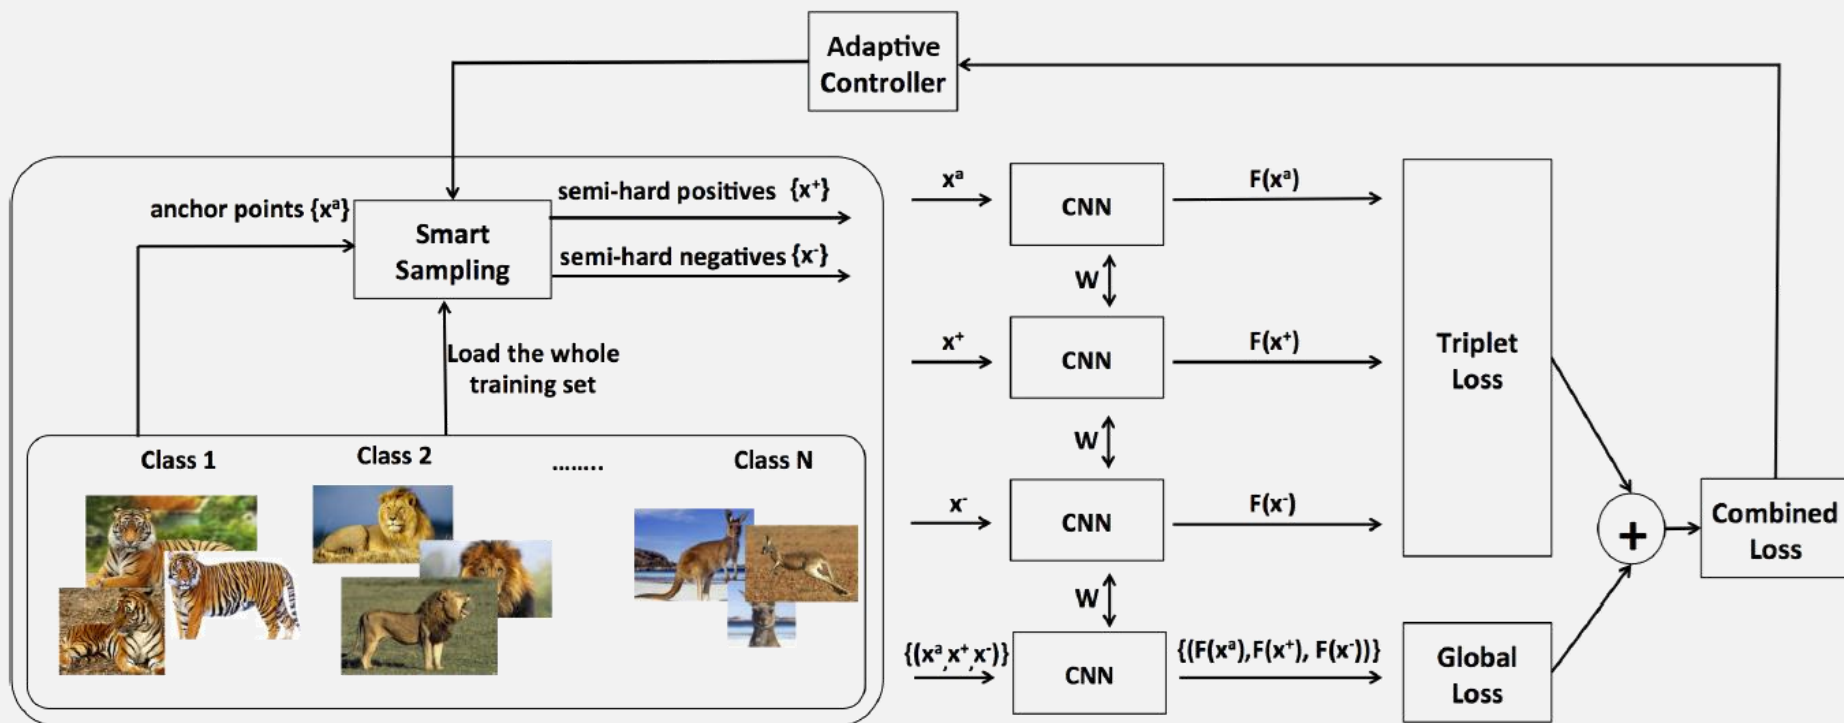 Adaptive
Controller
anchor points {xᵃ}
Smart
Sampling
semi-hard positives {x⁺}
semi-hard negatives {x⁻}
Load the whole
training set
Class 1
Class 2
........
Class N
xᵃ
CNN
F(xᵃ)
W
x⁺
CNN
F(x⁺)
W
x⁻
CNN
F(x⁻)
W
{(xᵃ,x⁺,x⁻)}
CNN
{(F(xᵃ),F(x⁺), F(x⁻))}
Triplet
Loss
Global
Loss
+
Combined
Loss